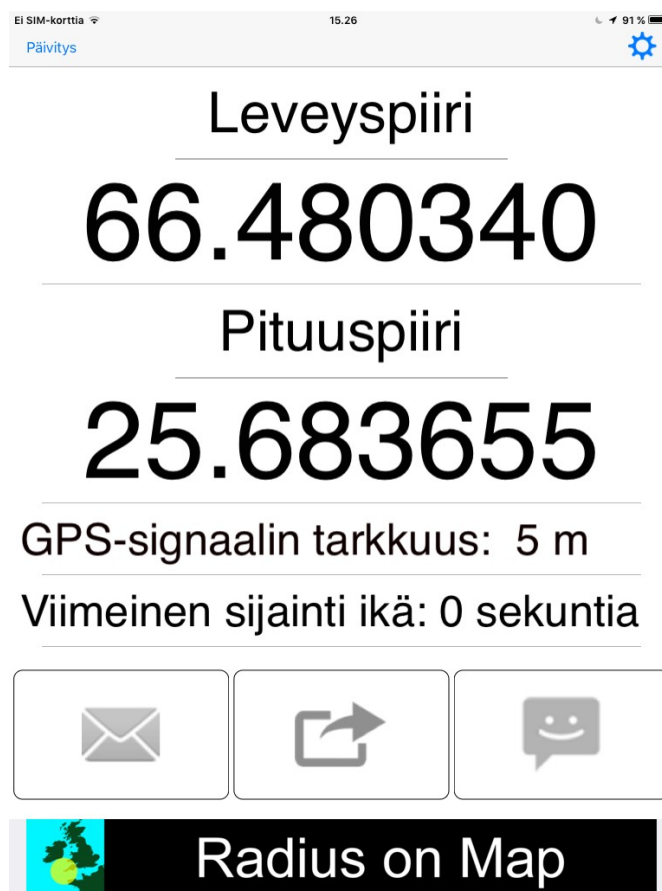 Ei SIM-korttia 15.26 91 %
Päivitys
Leveyspiiri
66.480340
Pituuspiiri
25.683655
GPS-signaalin tarkkuus: 5 m
Viimeinen sijainti ikä: 0 sekuntia
Radius on Map